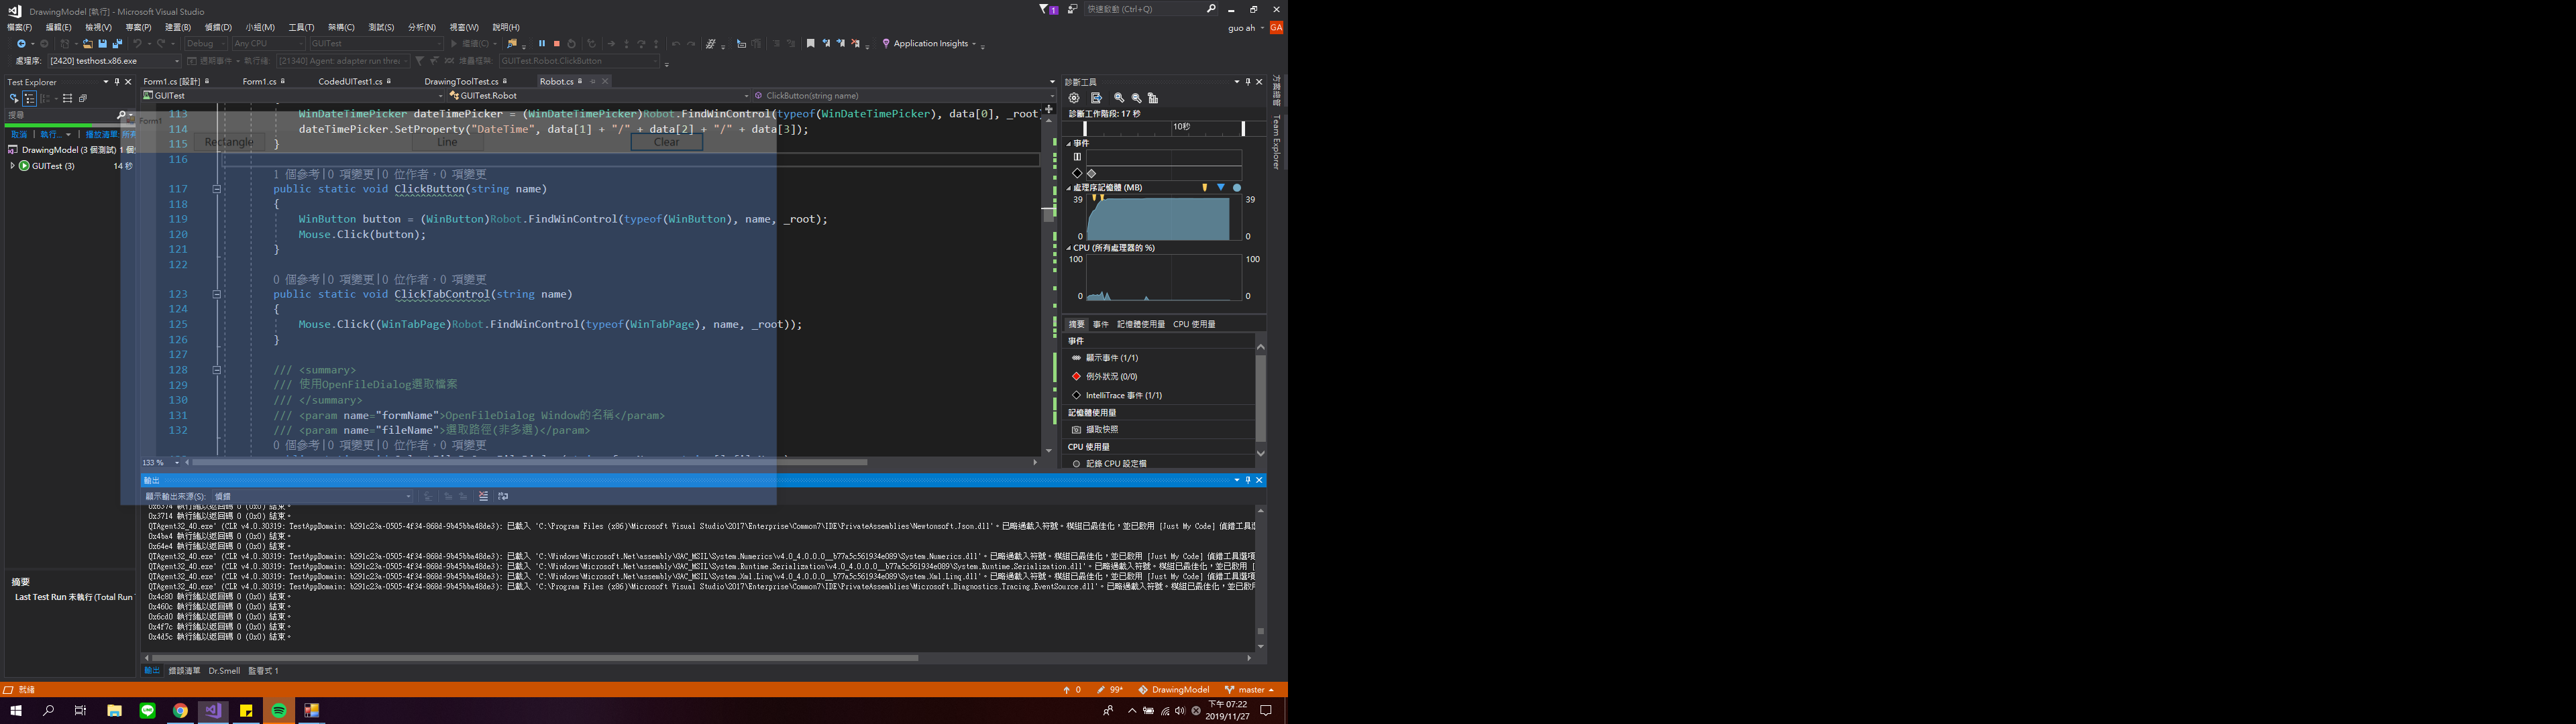 DrawingModel [執行] - Microsoft Visual Studio
1
快速啟動 (Ctrl+Q)
檔案(F) 編輯(E) 檢視(V) 專案(P) 建置(B) 偵錯(D) 小組(M) 工具(T) 架構(C) 測試(S) 分析(N) 視窗(W) 說明(H)
guo ah GA
Debug Any CPU GUITest 繼續(C) Application Insights
處理序: [2420] testhost.x86.exe 週期事件 執行緒: [21340] Agent: adapter run threa 堆疊框架: GUITest.Robot.ClickButton
Test Explorer
搜尋
取消 | 執行... | 播放清單: 所有
DrawingModel (3 個測試) 1 個
GUITest (3) 14 秒
摘要
Last Test Run 未執行 (Total Run
Form1.cs [設計] Form1.cs CodedUITest1.cs DrawingToolTest.cs Robot.cs
GUITest GUITest.Robot ClickButton(string name)
Form1
Rectangle Line Clear
113 WinDateTimePicker dateTimePicker = (WinDateTimePicker)Robot.FindWinControl(typeof(WinDateTimePicker), data[0], _root)
114 dateTimePicker.SetProperty("DateTime", data[1] + "/" + data[2] + "/" + data[3]);
115 }
116
1 個參考|0 項變更|0 位作者，0 項變更
117 public static void ClickButton(string name)
118 {
119 WinButton button = (WinButton)Robot.FindWinControl(typeof(WinButton), name, _root);
120 Mouse.Click(button);
121 }
122
0 個參考|0 項變更|0 位作者，0 項變更
123 public static void ClickTabControl(string name)
124 {
125 Mouse.Click((WinTabPage)Robot.FindWinControl(typeof(WinTabPage), name, _root));
126 }
127
128 /// <summary>
129 /// 使用OpenFileDialog選取檔案
130 /// </summary>
131 /// <param name="formName">OpenFileDialog Window的名稱</param>
132 /// <param name="fileName">選取路徑(非多選)</param>
0 個參考|0 項變更|0 位作者，0 項變更
133 %
診斷工具
診斷工作階段: 17 秒
10秒
事件
處理序記憶體 (MB)
39 39
0 0
CPU (所有處理器的 %)
100 100
0 0
摘要 事件 記憶體使用量 CPU 使用量
事件
顯示事件 (1/1)
例外狀況 (0/0)
IntelliTrace 事件 (1/1)
記憶體使用量
擷取快照
CPU 使用量
記錄 CPU 設定檔
方案總管
Team Explorer
輸出
顯示輸出來源(S): 偵錯
0x6374 執行緒以返回碼 0 (0x0) 結束。
0x3714 執行緒以返回碼 0 (0x0) 結束。
QTAgent32_40.exe' (CLR v4.0.30319: TestAppDomain: b291c23a-0505-4f34-868d-9b45bba48de3): 已載入 'C:\Program Files (x86)\Microsoft Visual Studio\2017\Enterprise\Common7\IDE\PrivateAssemblies\Newtonsoft.Json.dll'。已略過載入符號。模組已最佳化，並已啟用 [Just My Code] 偵錯工具選
0x4ba4 執行緒以返回碼 0 (0x0) 結束。
0x64e4 執行緒以返回碼 0 (0x0) 結束。
QTAgent32_40.exe' (CLR v4.0.30319: TestAppDomain: b291c23a-0505-4f34-868d-9b45bba48de3): 已載入 'C:\Windows\Microsoft.Net\assembly\GAC_MSIL\System.Numerics\v4.0_4.0.0.0__b77a5c561934e089\System.Numerics.dll'。已略過載入符號。模組已最佳化，並已啟用 [Just My Code] 偵錯工具選項
QTAgent32_40.exe' (CLR v4.0.30319: TestAppDomain: b291c23a-0505-4f34-868d-9b45bba48de3): 已載入 'C:\Windows\Microsoft.Net\assembly\GAC_MSIL\System.Runtime.Serialization\v4.0_4.0.0.0__b77a5c561934e089\System.Runtime.Serialization.dll'。已略過載入符號。模組已最佳化，並已啟用 [
QTAgent32_40.exe' (CLR v4.0.30319: TestAppDomain: b291c23a-0505-4f34-868d-9b45bba48de3): 已載入 'C:\Windows\Microsoft.Net\assembly\GAC_MSIL\System.Xml.Linq\v4.0_4.0.0.0__b77a5c561934e089\System.Xml.Linq.dll'。已略過載入符號。模組已最佳化，並已啟用 [Just My Code] 偵錯工具選項
QTAgent32_40.exe' (CLR v4.0.30319: TestAppDomain: b291c23a-0505-4f34-868d-9b45bba48de3): 已載入 'C:\Program Files (x86)\Microsoft Visual Studio\2017\Enterprise\Common7\IDE\PrivateAssemblies\Microsoft.Diagnostics.Tracing.EventSource.dll'。已略過載入符號。模組已最佳化，並已啟用
0x4c80 執行緒以返回碼 0 (0x0) 結束。
0x460c 執行緒以返回碼 0 (0x0) 結束。
0x6cd0 執行緒以返回碼 0 (0x0) 結束。
0x4f7c 執行緒以返回碼 0 (0x0) 結束。
0x4d5c 執行緒以返回碼 0 (0x0) 結束。
輸出 錯誤清單 Dr.Smell 監看式 1
就緒 0 99* DrawingModel master
下午 07:22
2019/11/27